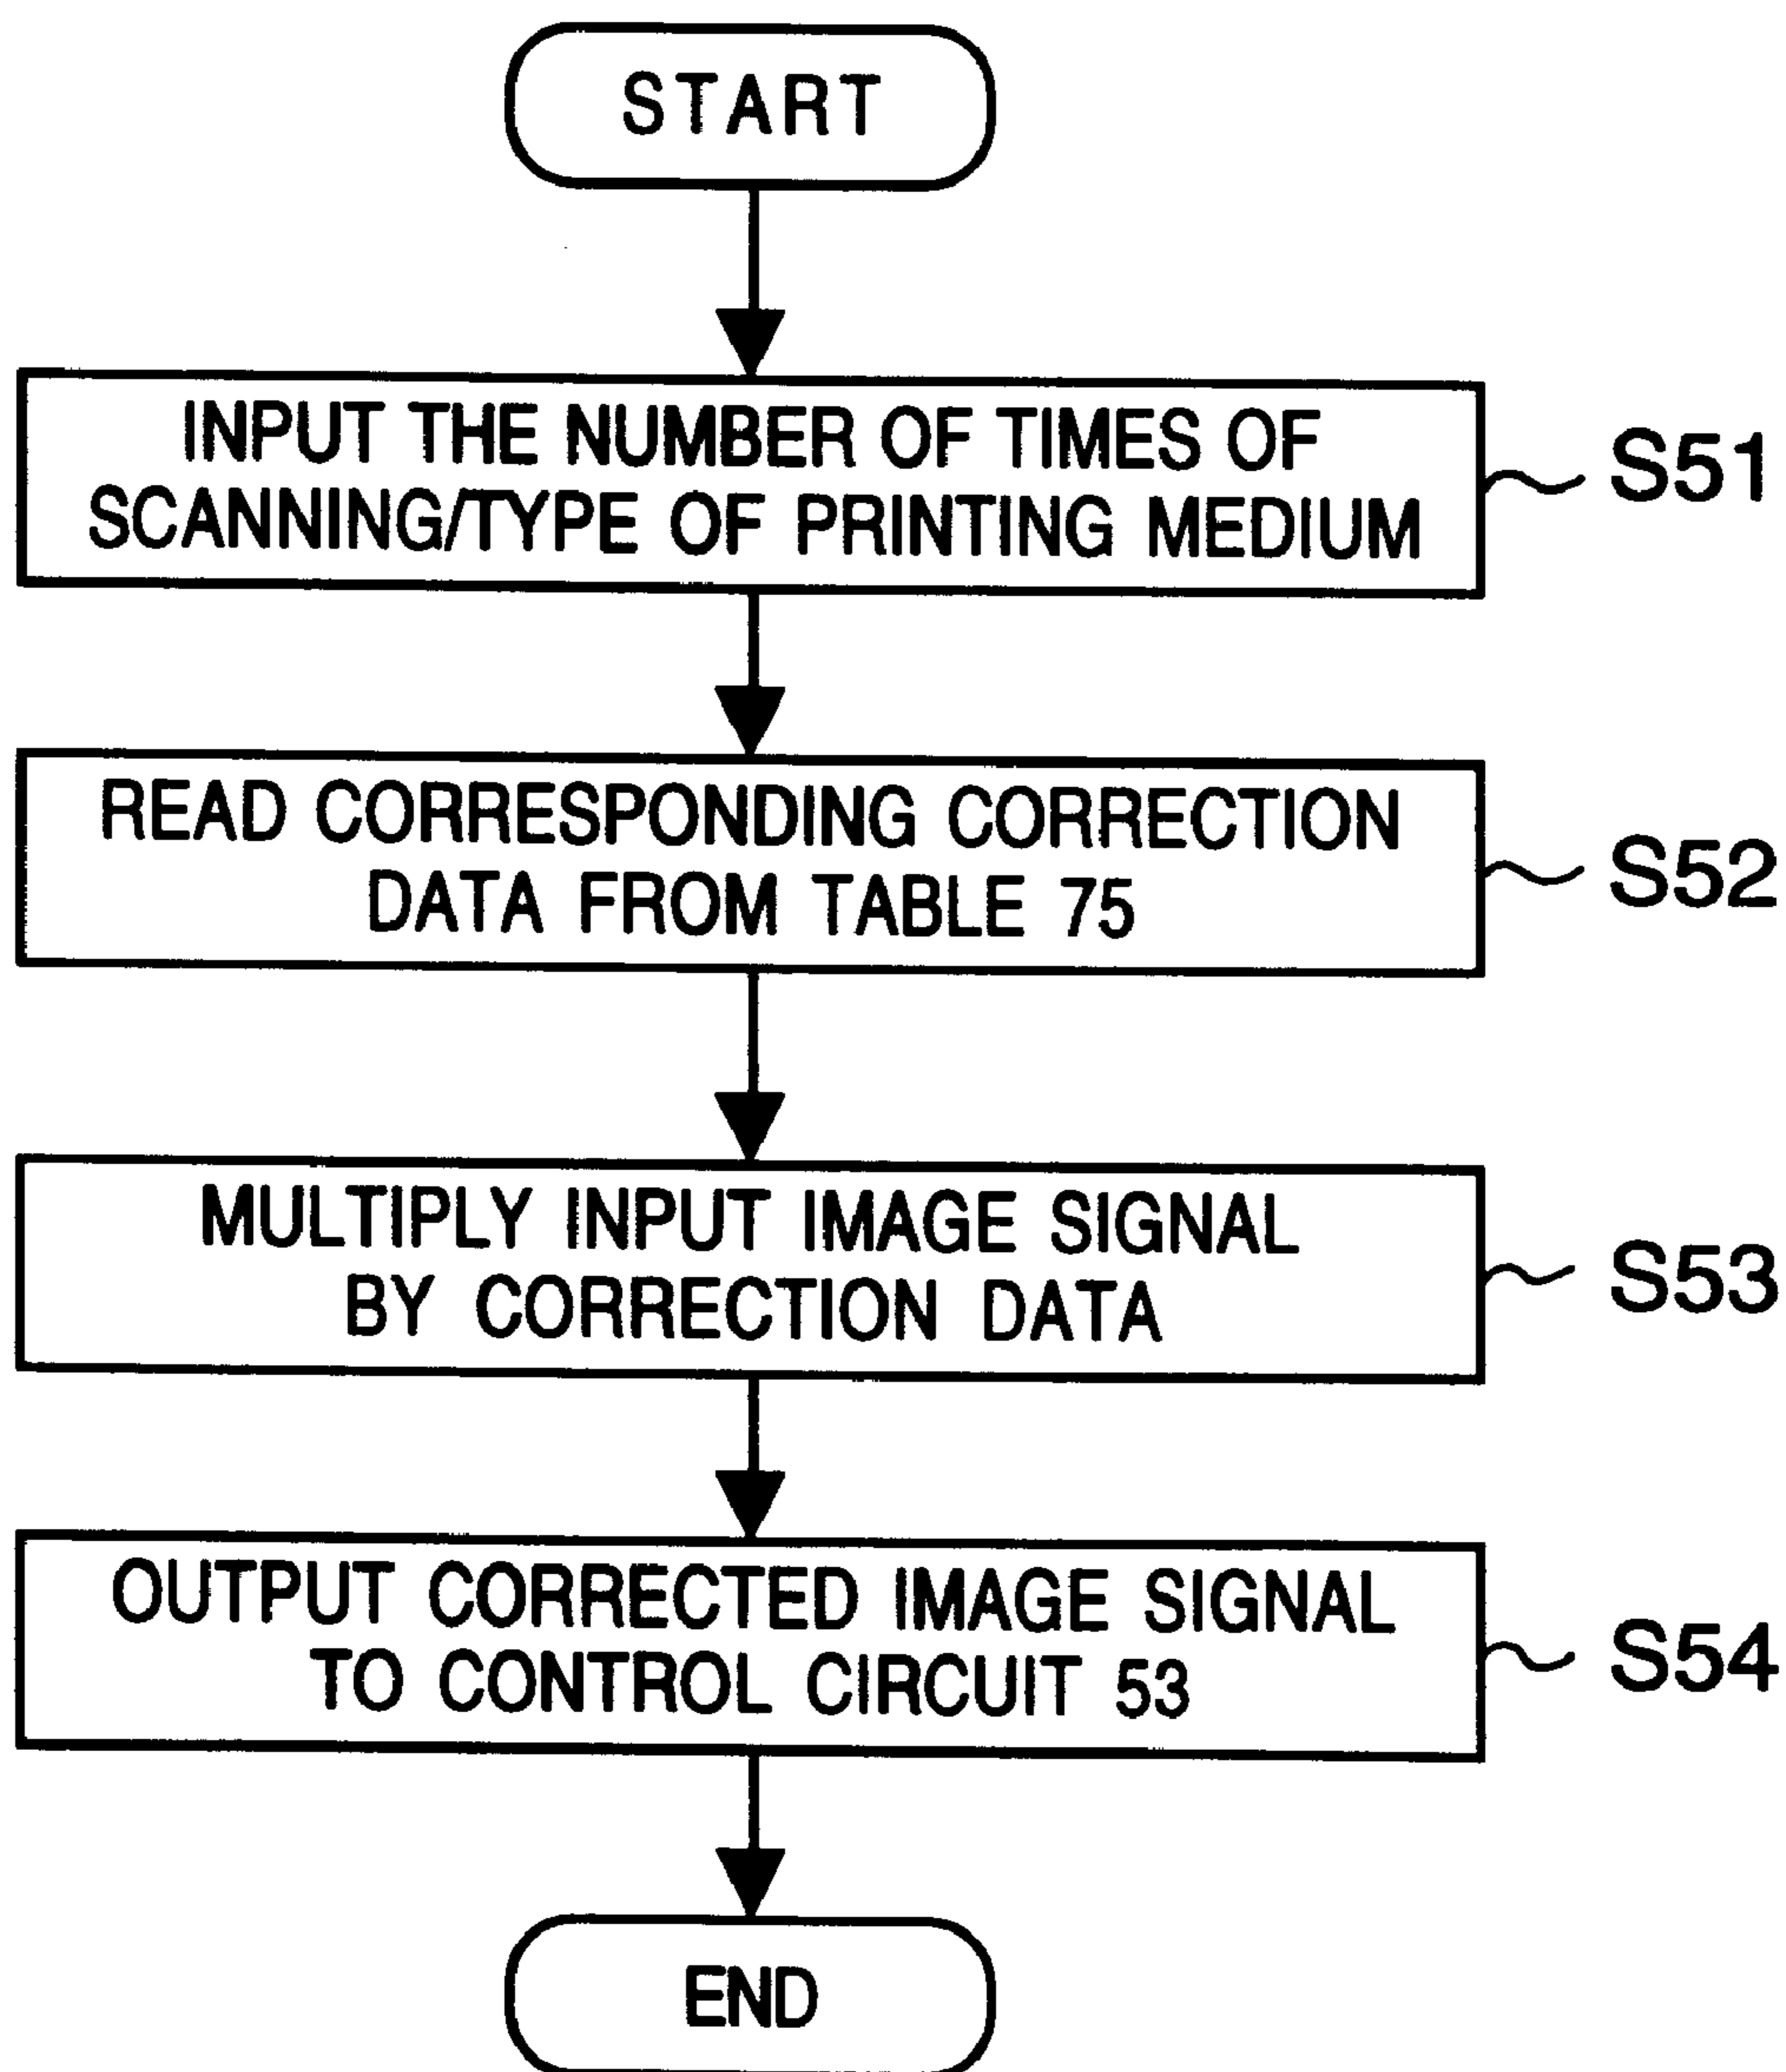 START
INPUT THE NUMBER OF TIMES OF
SCANNING/TYPE OF PRINTING MEDIUM
S51
READ CORRESPONDING CORRECTION
DATA FROM TABLE 75
S52
MULTIPLY INPUT IMAGE SIGNAL
BY CORRECTION DATA
S53
OUTPUT CORRECTED IMAGE SIGNAL
TO CONTROL CIRCUIT 53
S54
END